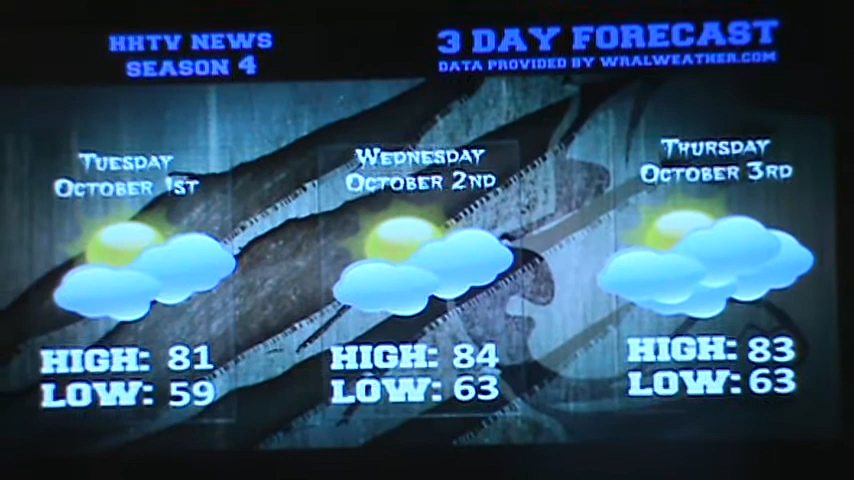 HHTV NEWS
SEASON 4
3 DAY FORECAST
DATA PROVIDED BY WRALWEATHER.COM
TUESDAY
OCTOBER 1ST
HIGH: 81
LOW: 59
WEDNESDAY
OCTOBER 2ND
HIGH: 84
LOW: 63
THURSDAY
OCTOBER 3RD
HIGH: 83
LOW: 63